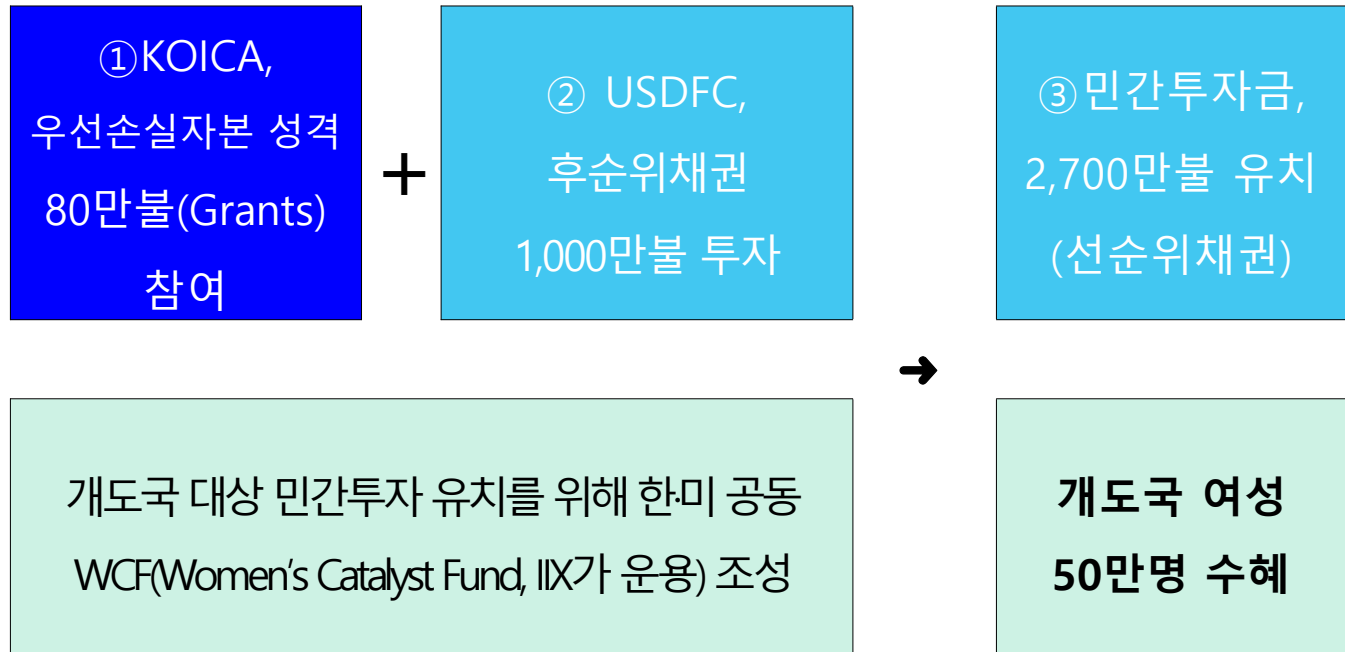 ①KOICA,
우선손실자본 성격
80만불(Grants)
참여
+
② USDFC,
후순위채권
1,000만불 투자
➜
③민간투자금,
2,700만불 유치
(선순위채권)
개도국 대상 민간투자 유치를 위해 한·미 공동
WCF(Women's Catalyst Fund, IIX가 운용) 조성
개도국 여성
50만명 수혜